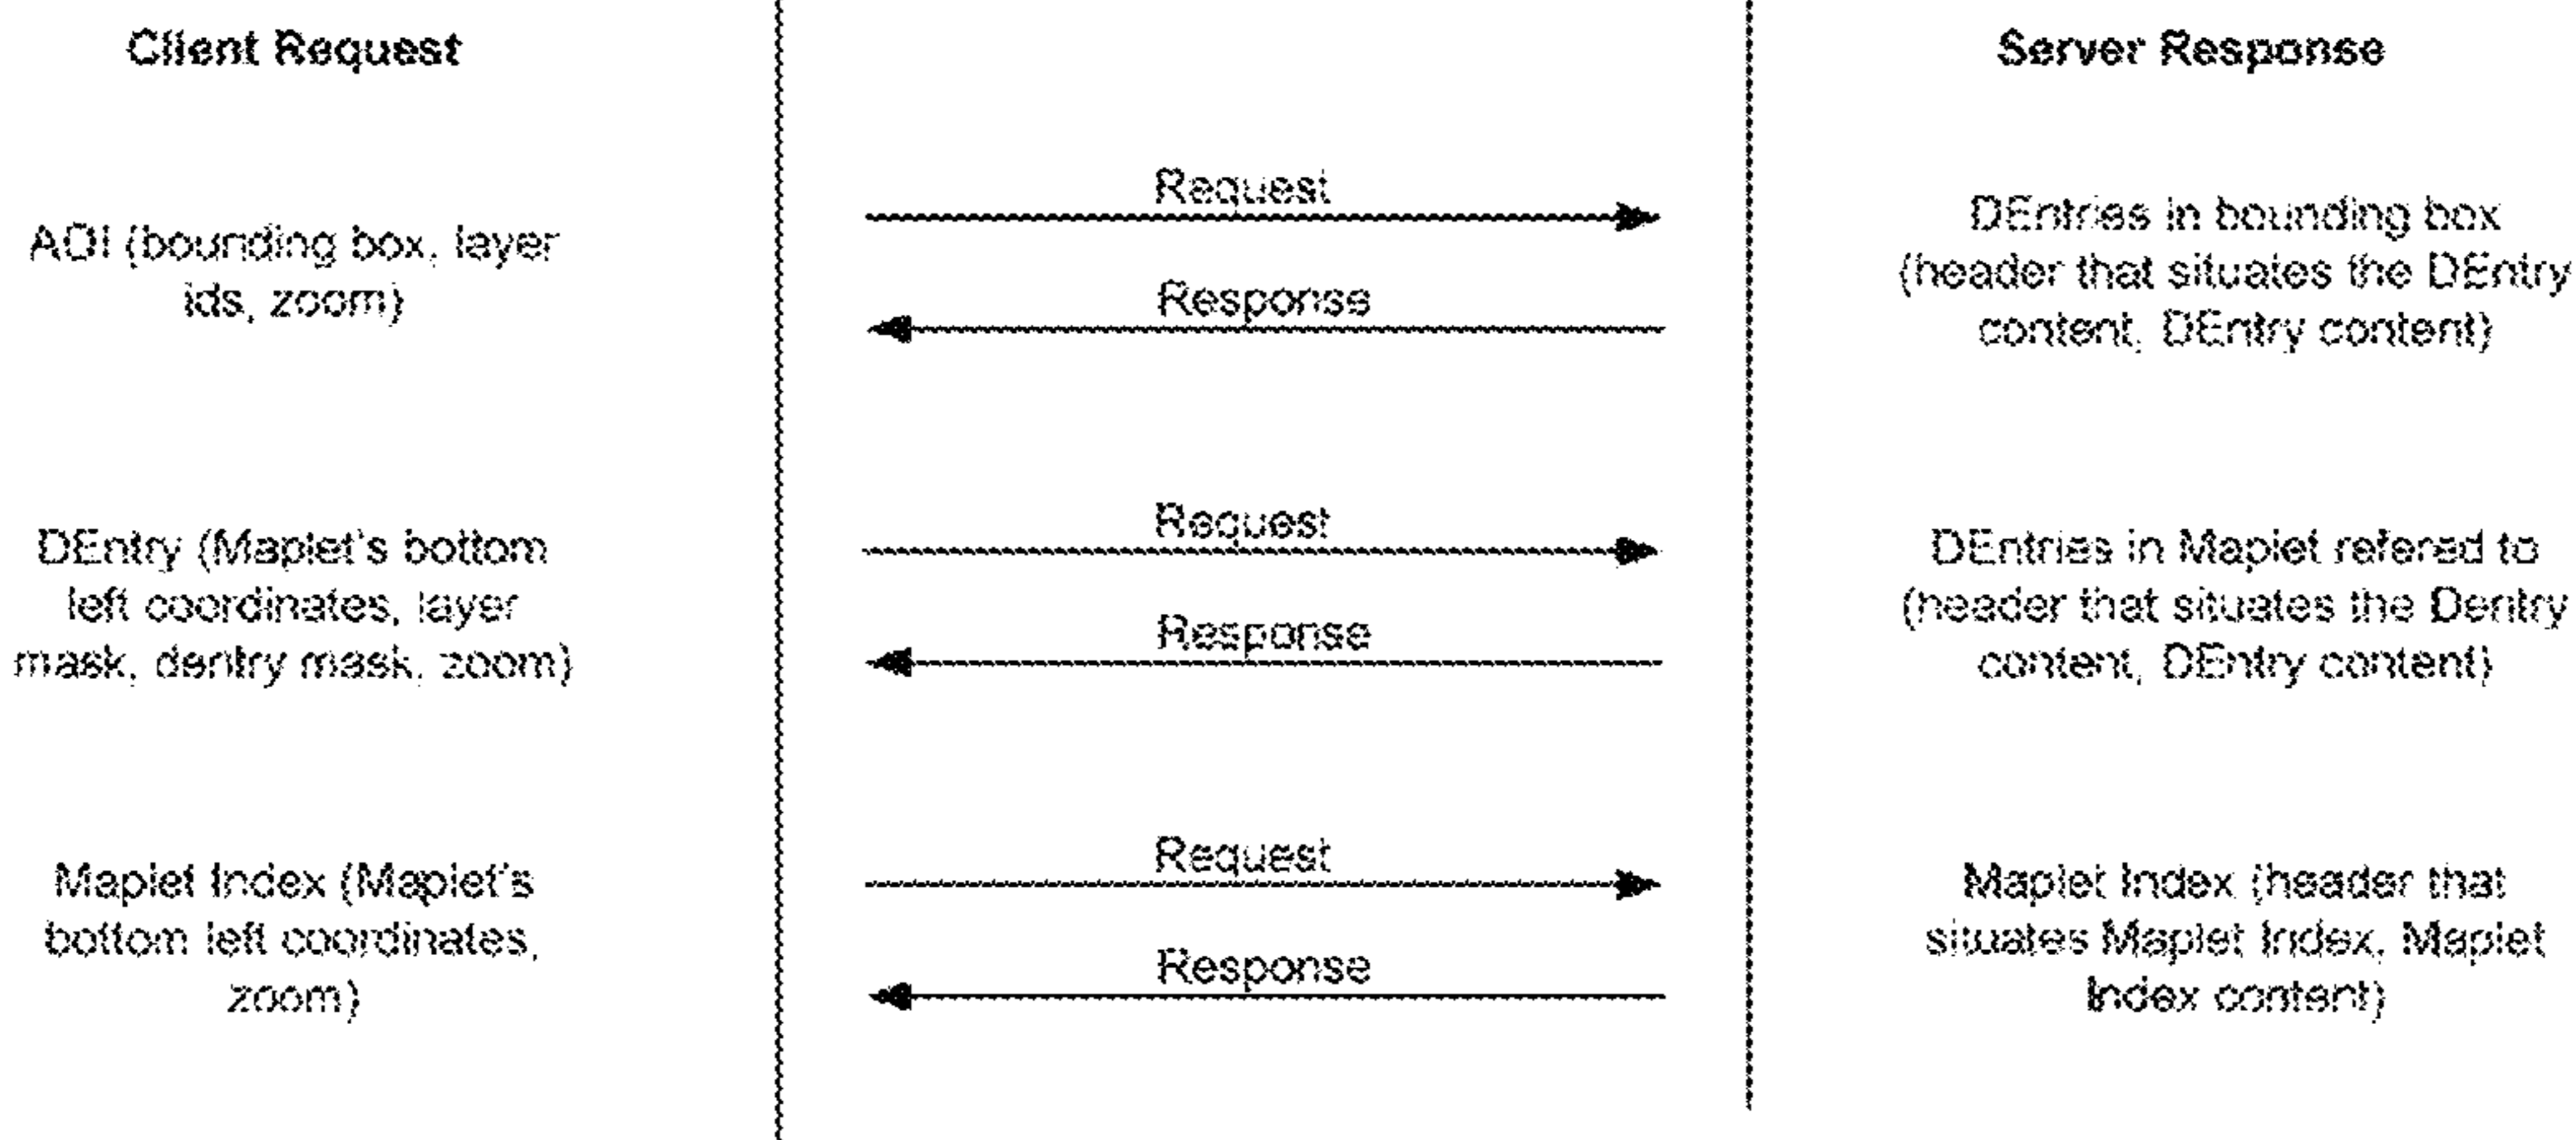 Client Request
Server Response
AOI (bounding box, layer
ids, zoom)
Request
Response
DEntries in bounding box
(header that situates the DEntry
content, DEntry content)
DEntry (Maplet's bottom
left coordinates, layer
mask, dentry mask, zoom)
Request
Response
DEntries in Maplet refered to
(header that situates the Dentry
content, DEntry content)
Maplet Index (Maplet's
bottom left coordinates,
zoom)
Request
Response
Maplet Index (header that
situates Maplet Index, Maplet
Index content)